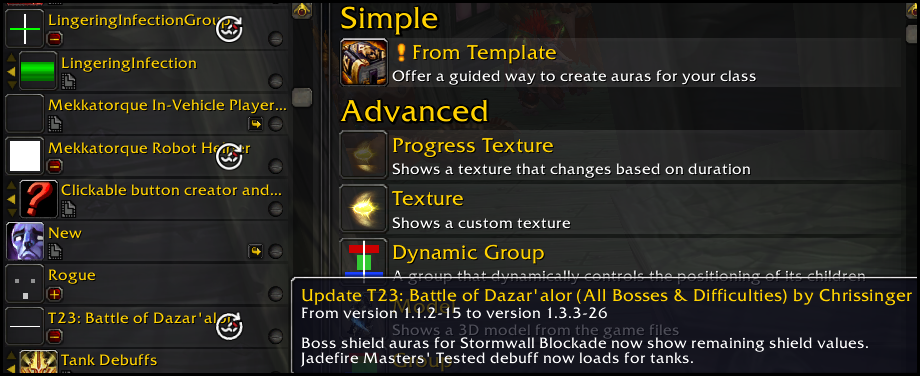 LingeringInfectionGroup
LingeringInfection
Mekkatorque In-Vehicle Player...
Mekkatorque Robot Helper
Clickable button creator and...
New
Rogue
T23: Battle of Dazar'alor
Tank Debuffs
Simple
From Template
Offer a guided way to create auras for your class
Advanced
Progress Texture
Shows a texture that changes based on duration
Texture
Shows a custom texture
Dynamic Group
A group that dynamically controls the positioning of its children
Model
Shows a 3D model from the game files
Group
Update T23: Battle of Dazar'alor (All Bosses & Difficulties) by Chrissinger
From version 1.1.2-15 to version 1.3.3-26
Boss shield auras for Stormwall Blockade now show remaining shield values.
Jadefire Masters' Tested debuff now loads for tanks.